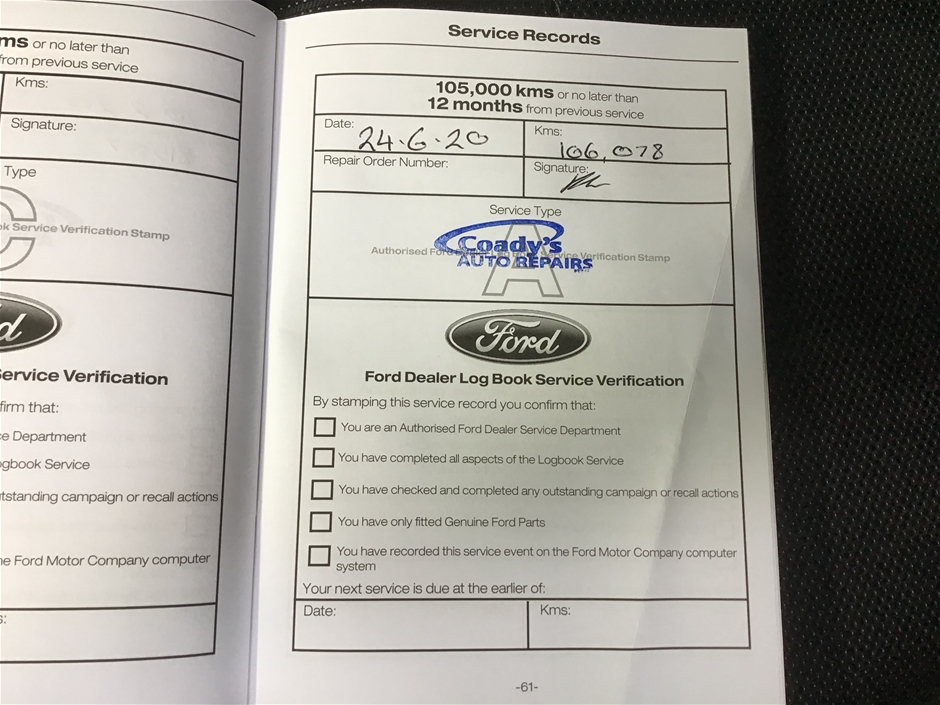 ms or no later than
from previous service
Kms:
Signature:
Type
C
k Service Verification Stamp
d
ervice Verification
firm that:
e Department
gbook Service
tstanding campaign or recall actions
e Ford Motor Company computer
s:
Service Records
105,000 kms or no later than
12 months from previous service
Date: 24.6.20
Kms: 106,078
Repair Order Number:
Signature:
Service Type
A
Authorised Ford Service Verification Stamp
Coady's
AUTO REPAIRS
Ford
Ford Dealer Log Book Service Verification
By stamping this service record you confirm that:
You are an Authorised Ford Dealer Service Department
You have completed all aspects of the Logbook Service
You have checked and completed any outstanding campaign or recall actions
You have only fitted Genuine Ford Parts
You have recorded this service event on the Ford Motor Company computer
system
Your next service is due at the earlier of:
Date:
Kms:
-61-